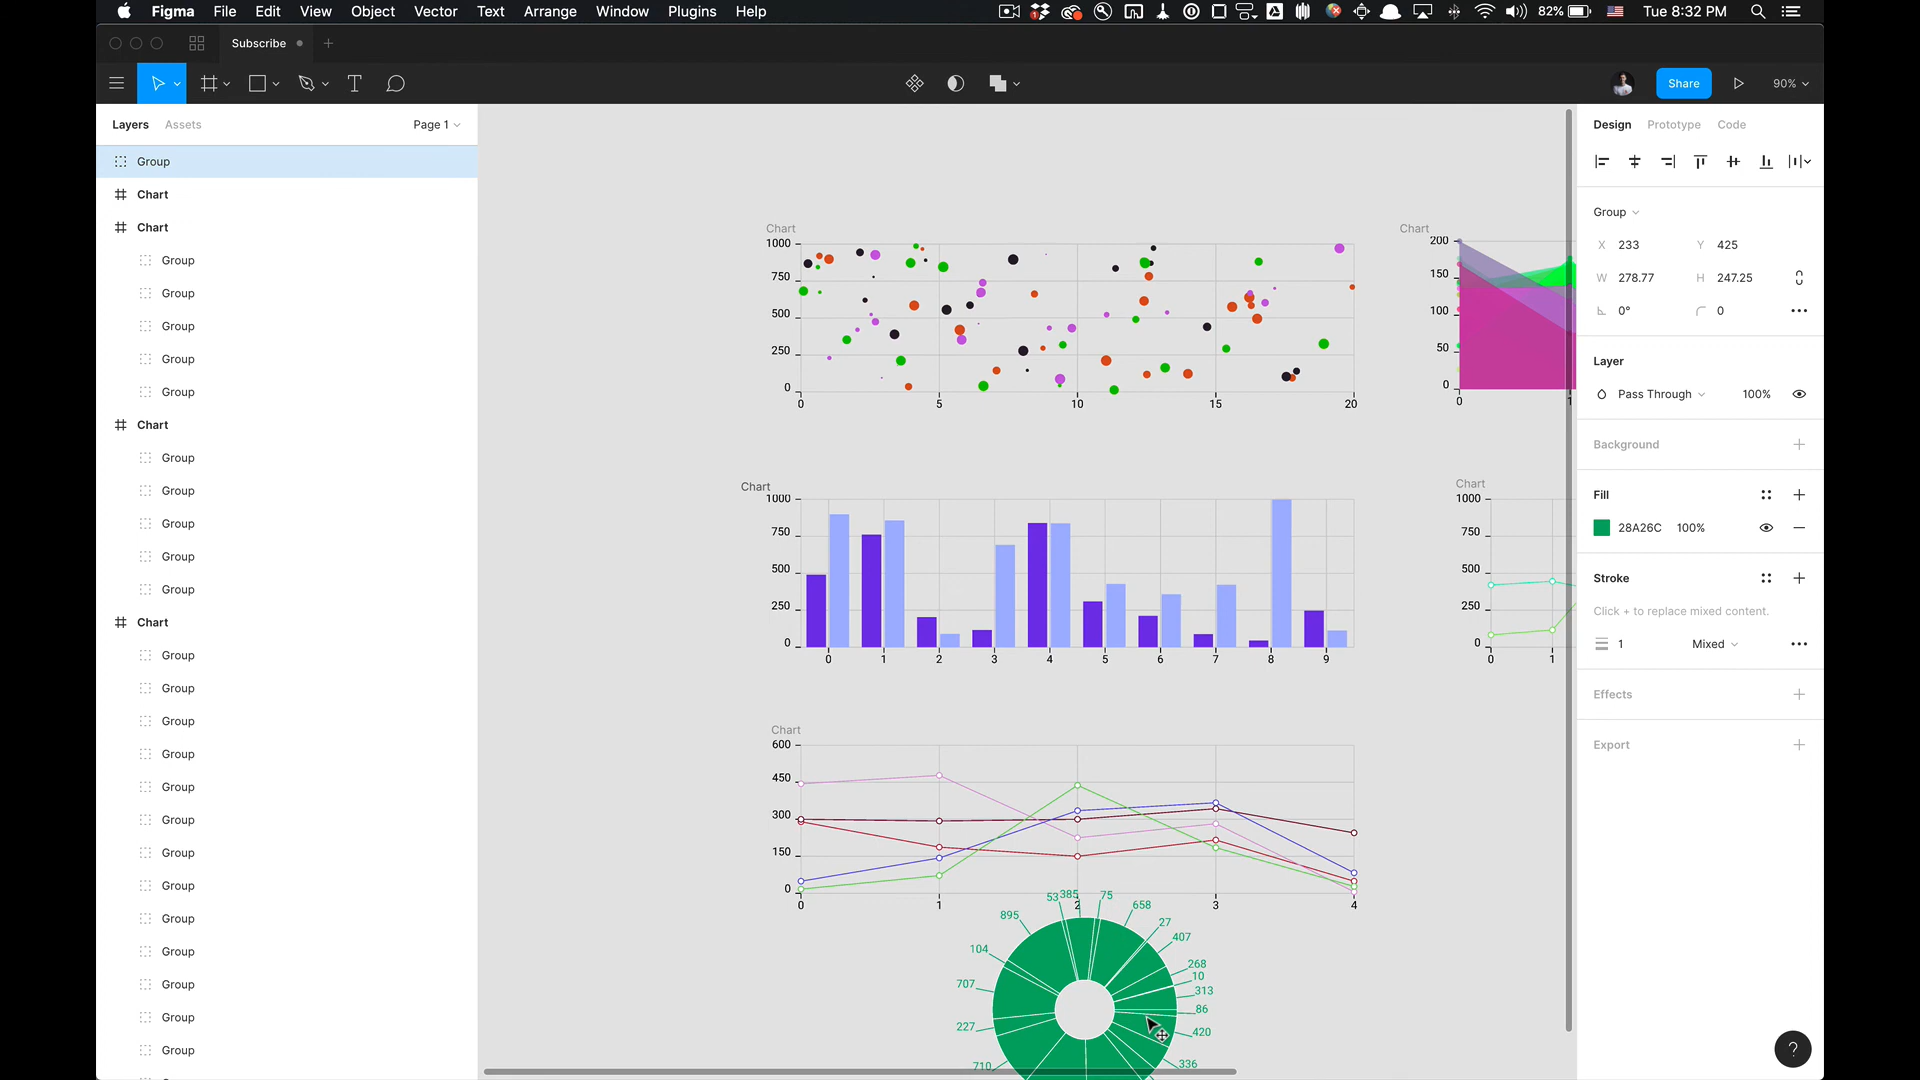 Figma File Edit View Object Vector Text Arrange Window Plugins Help 82% Tue 8:32 PM
Subscribe
Share 90%
Layers Assets Page 1
Group
Chart
Chart
Group
Group
Group
Group
Group
Chart
Group
Group
Group
Group
Group
Chart
Group
Group
Group
Group
Group
Group
Group
Group
Group
Group
Group
Group
Group
Chart
1000
750
500
250
0
0 5 10 15 20
Chart
200
150
100
50
0
0 1
Chart
1000
750
500
250
0
0 1 2 3 4 5 6 7 8 9
Chart
1000
750
500
250
0
0 1
Chart
600
450
300
150
0
0 1 2 3 4
53 385 75
895 658
27
104 407
268
10
707 313
86
227 420
710 336
Design Prototype Code
Group
X 233 Y 425
W 278.77 H 247.25
0° 0
Layer
Pass Through 100%
Background
Fill
28A26C 100%
Stroke
Click + to replace mixed content.
1 Mixed
Effects
Export
?